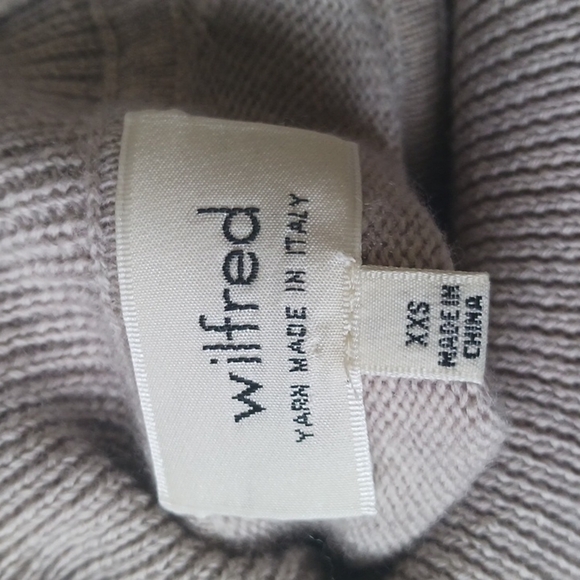 wilfred
YARN MADE IN ITALY
XXS
MADE IN
CHINA